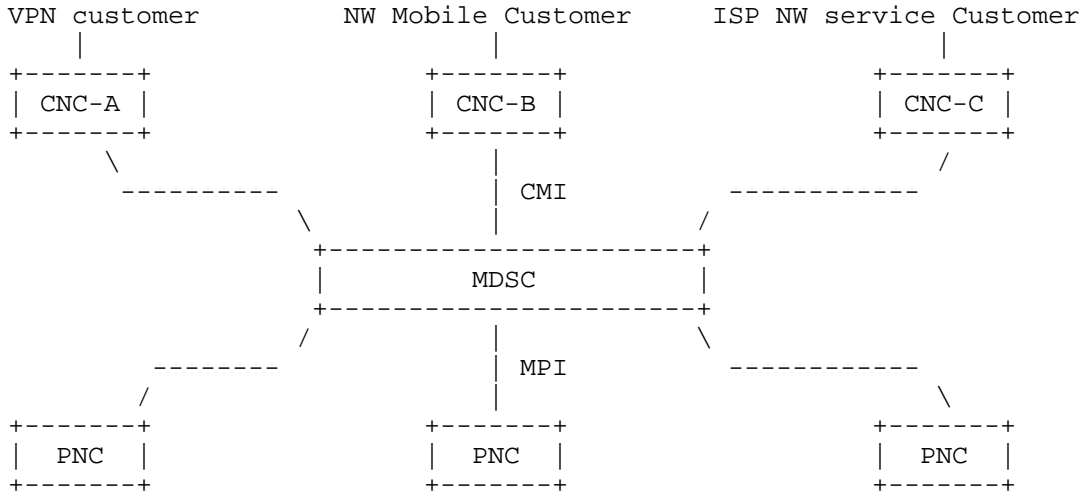 VPN customer NW Mobile Customer ISP NW service Customer
CNC-A CNC-B CNC-C
CMI
MDSC
MPI
PNC PNC PNC